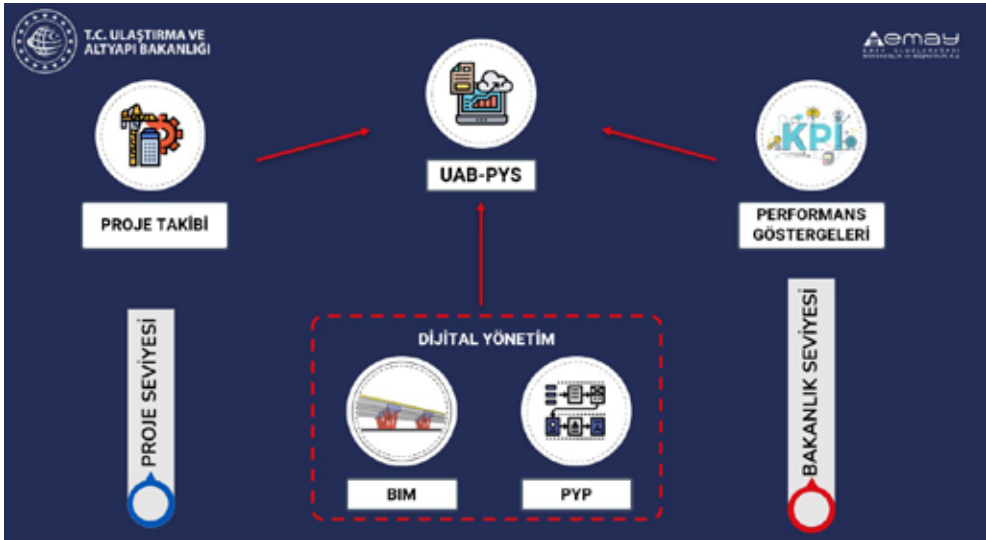 T.C. ULAŞTIRMA VE
ALTYAPI BAKANLIĞI
Aemay
UAB-PYS
KPI
PROJE TAKİBİ
PERFORMANS
GÖSTERGELERİ
DİJİTAL YÖNETİM
PROJE SEVİYESİ
BAKANLIK SEVİYESİ
BIM
PYP